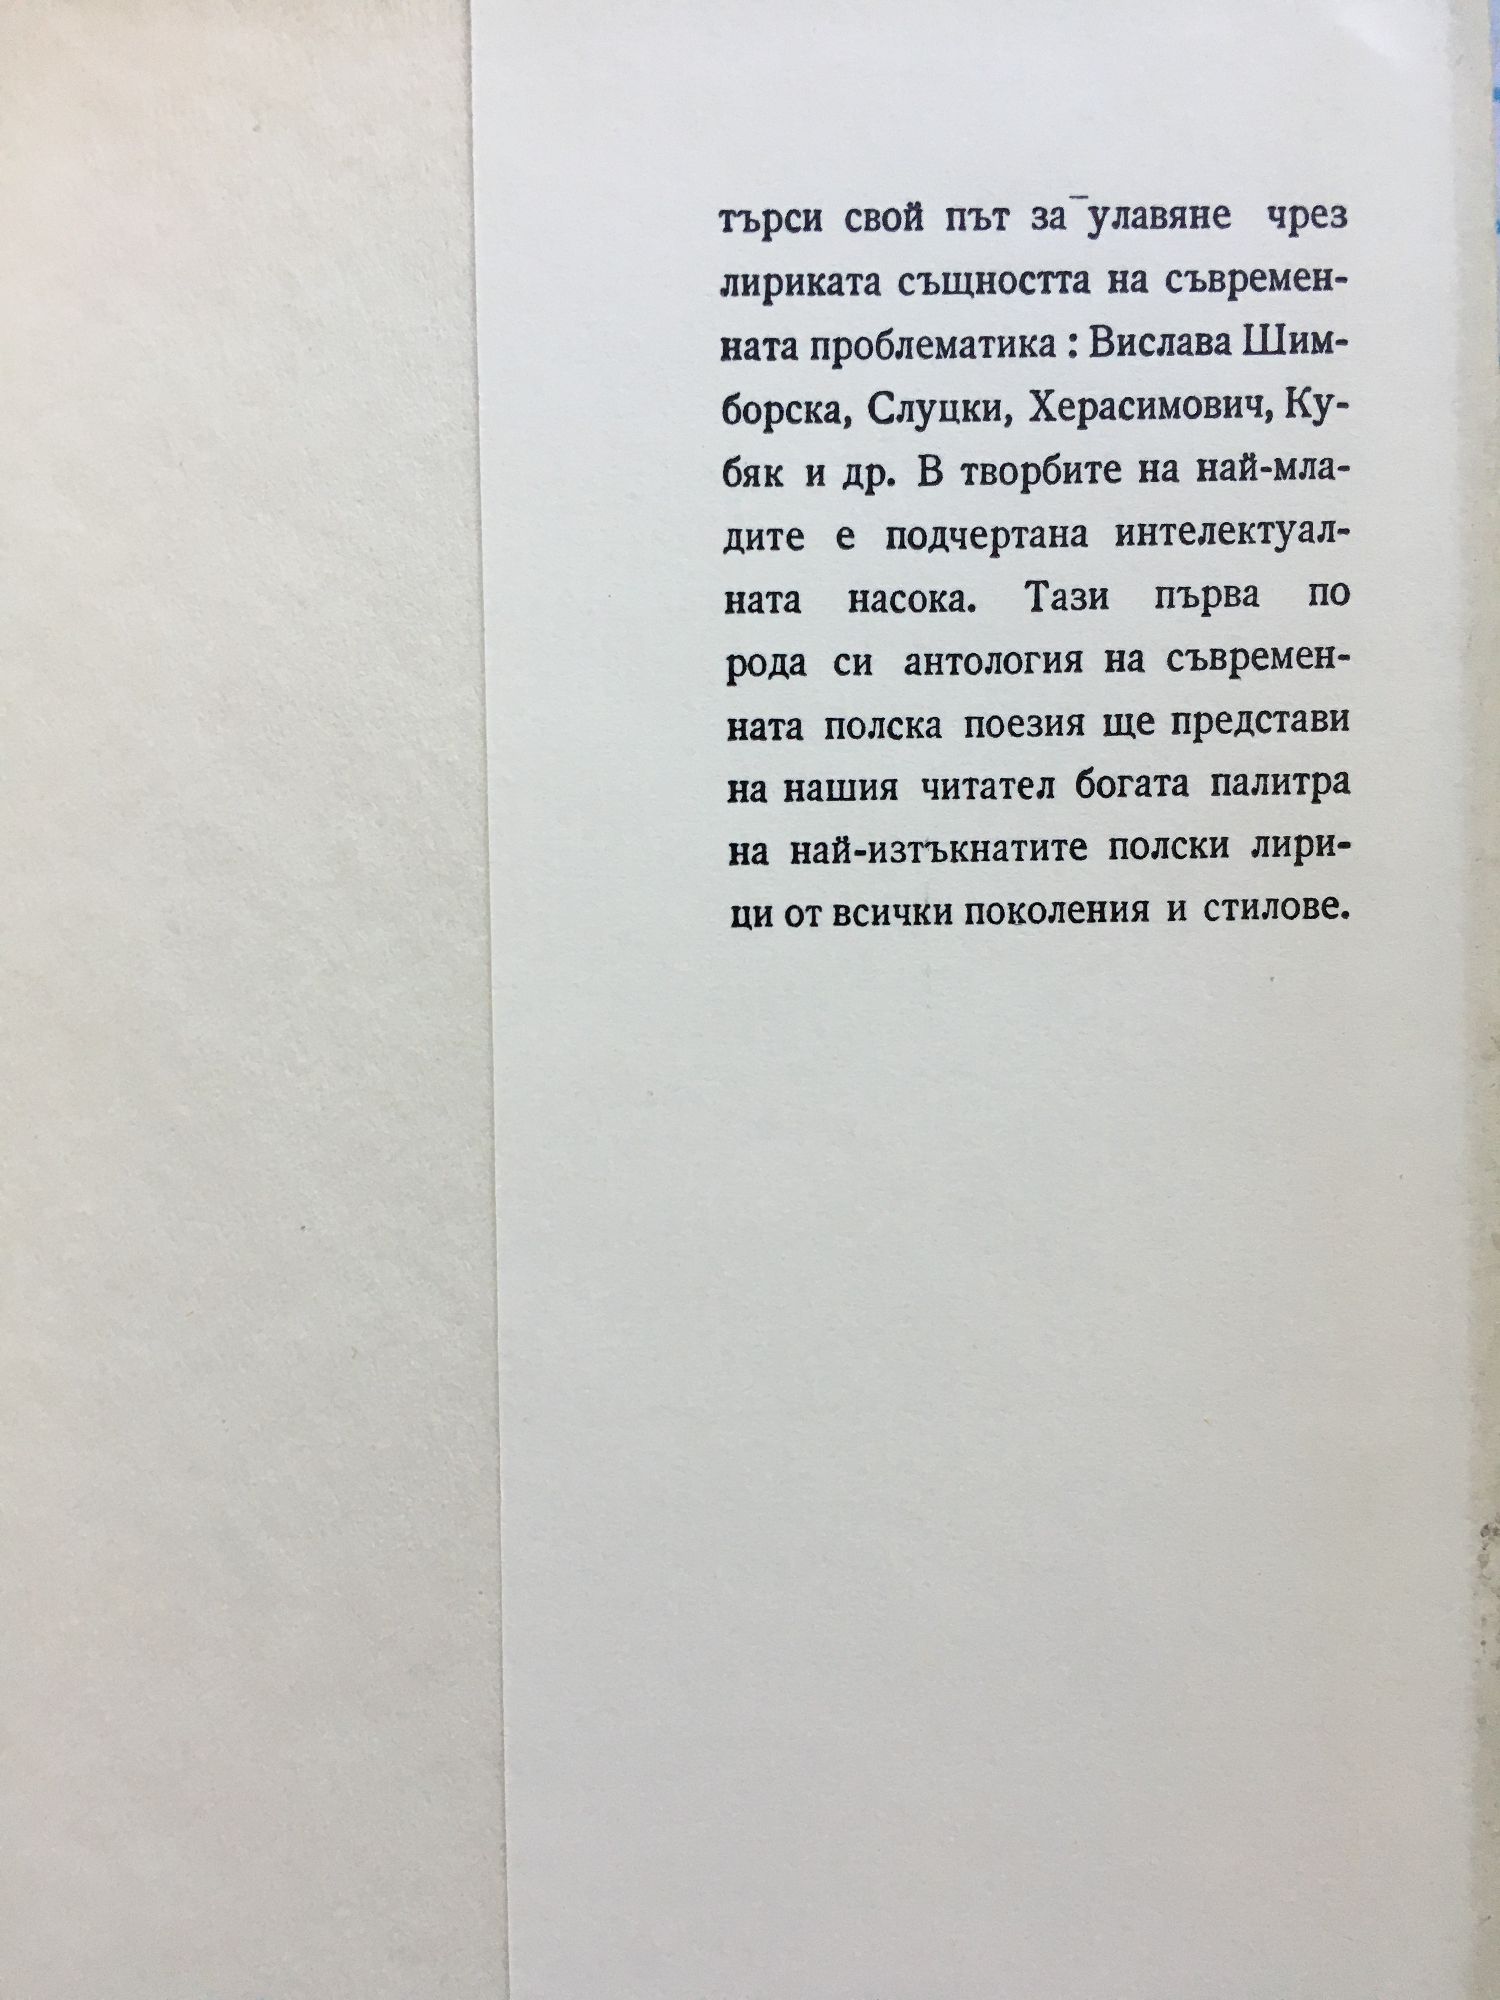 търси свой път за улавяне чрез
лириката същността на съвремен-
ната проблематика : Вислава Шим-
борска, Слуцки, Херасимович, Ку-
бяк и др. В творбите на най-мла-
дите е подчертана интелектуал-
ната насока. Тази първа по
рода си антология на съвремен-
ната полска поезия ще представи
на нашия читател богата палитра
на най-изтъкнатите полски лири-
ци от всички поколения и стилове.